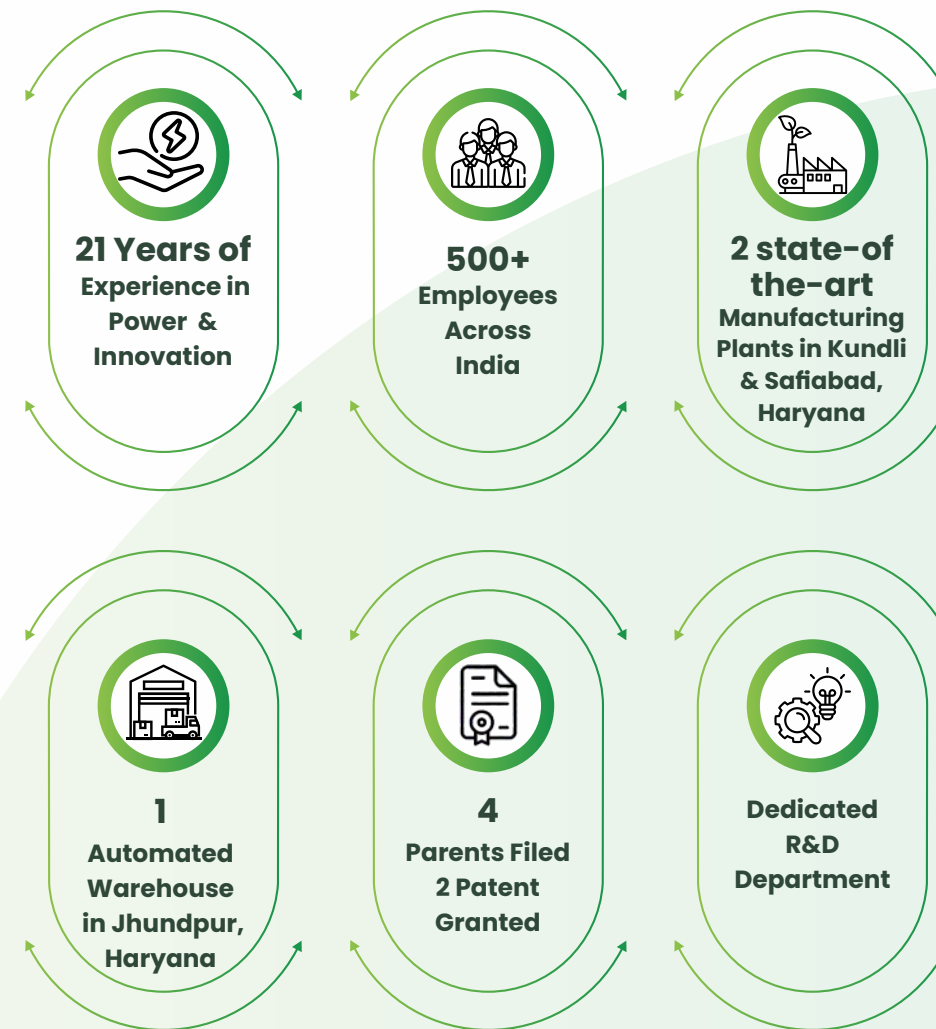 21 Years of
Experience in
Power &
Innovation
500+
Employees
Across
India
2 state-of
the-art
Manufacturing
Plants in Kundli
& Safiabad,
Haryana
1
Automated
Warehouse
in Jhundpur,
Haryana
4
Parents Filed
2 Patent
Granted
Dedicated
R&D
Department